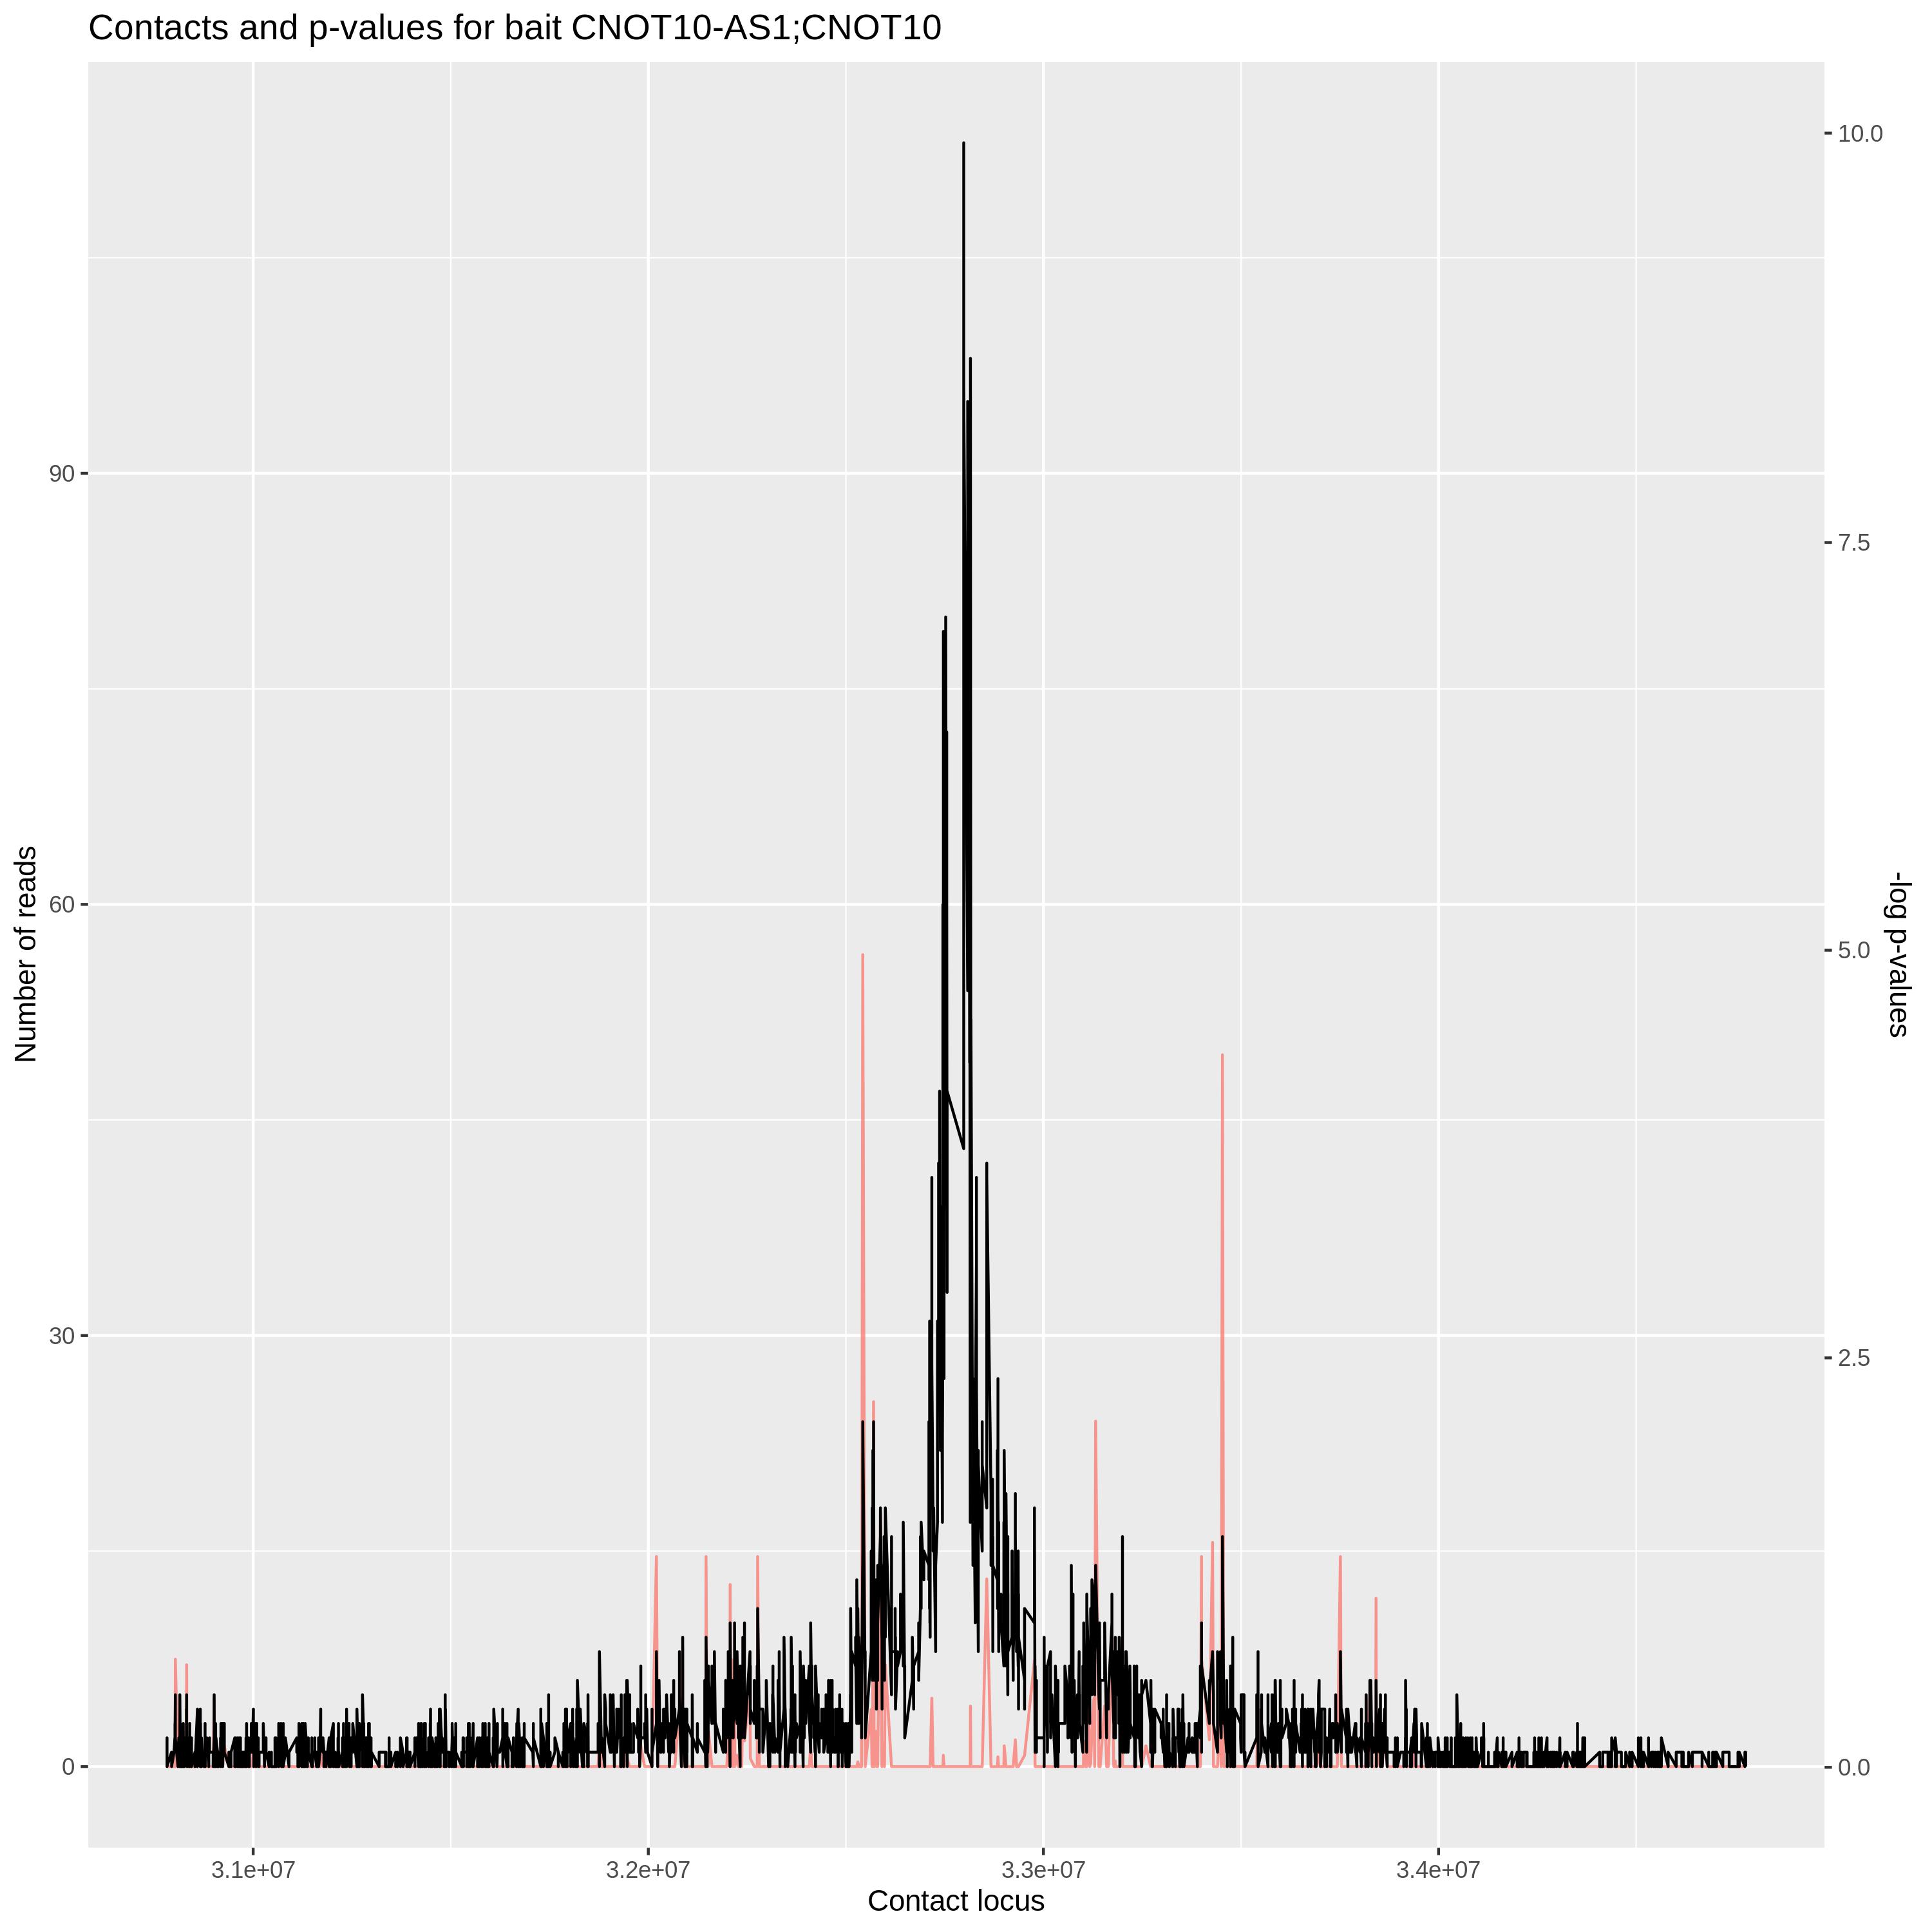 Contacts and p-values for bait CNOT10-AS1;CNOT10
10.0
90
7.5
Number of reads
60
-log p-values
5.0
30
2.5
0
0.0
3.1e+07
3.2e+07
3.3e+07
3.4e+07
Contact locus